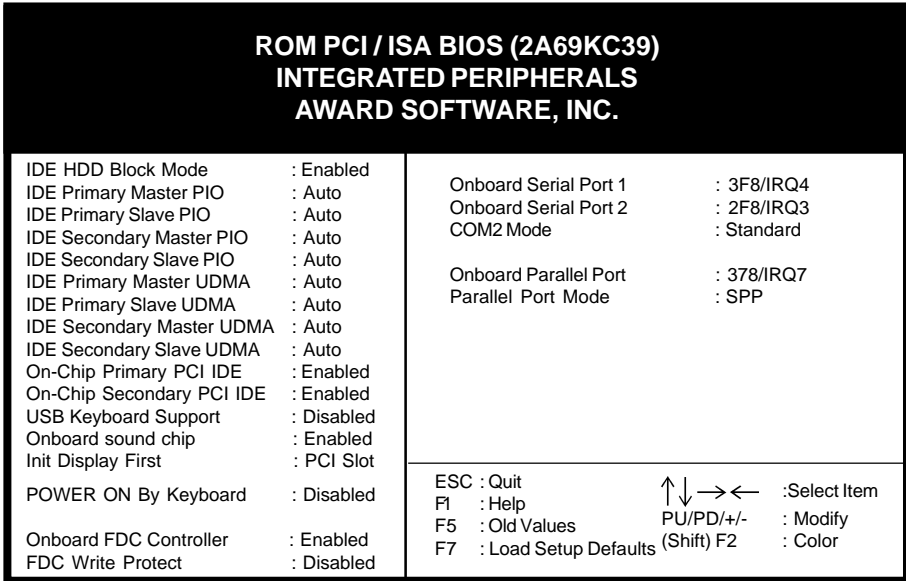 ROM PCI / ISA BIOS (2A69KC39)
INTEGRATED PERIPHERALS
AWARD SOFTWARE, INC.
IDE HDD Block Mode : Enabled
IDE Primary Master PIO : Auto
IDE Primary Slave PIO : Auto
IDE Secondary Master PIO : Auto
IDE Secondary Slave PIO : Auto
IDE Primary Master UDMA : Auto
IDE Primary Slave UDMA : Auto
IDE Secondary Master UDMA : Auto
IDE Secondary Slave UDMA : Auto
On-Chip Primary PCI IDE : Enabled
On-Chip Secondary PCI IDE : Enabled
USB Keyboard Support : Disabled
Onboard sound chip : Enabled
Init Display First : PCI Slot
POWER ON By Keyboard : Disabled
Onboard FDC Controller : Enabled
FDC Write Protect : Disabled
Onboard Serial Port 1 : 3F8/IRQ4
Onboard Serial Port 2 : 2F8/IRQ3
COM2 Mode : Standard
Onboard Parallel Port : 378/IRQ7
Parallel Port Mode : SPP
ESC : Quit ↑↓→← :Select Item
F1 : Help PU/PD/+/- : Modify
F5 : Old Values (Shift) F2 : Color
F7 : Load Setup Defaults